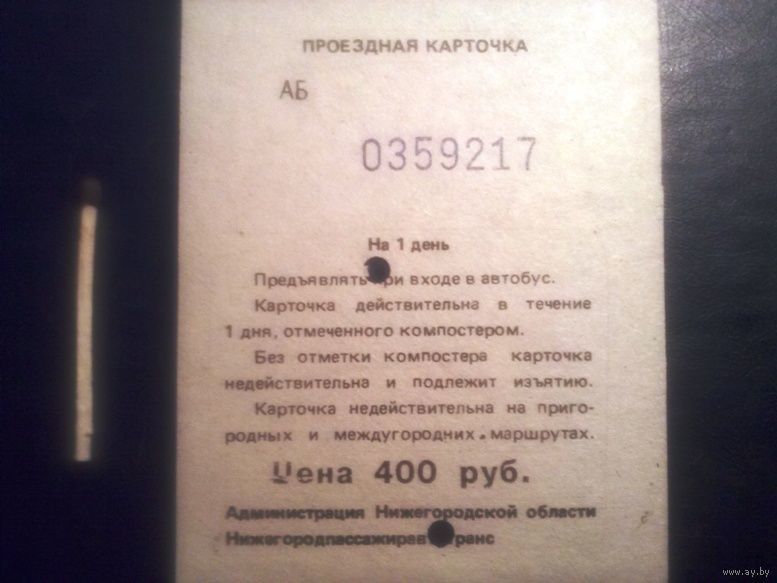 ПРОЕЗДНАЯ КАРТОЧКА
АБ
0359217
На 1 день
Предъявлять при входе в автобус.
Карточка действительна в течение
1 дня, отмеченного компостером.
Без отметки компостера карточка
недействительна и подлежит изъятию.
Карточка недействительна на приго-
родных и междугородних маршрутах.
Цена 400 руб.
Администрация Нижегородской области
www.ay.by